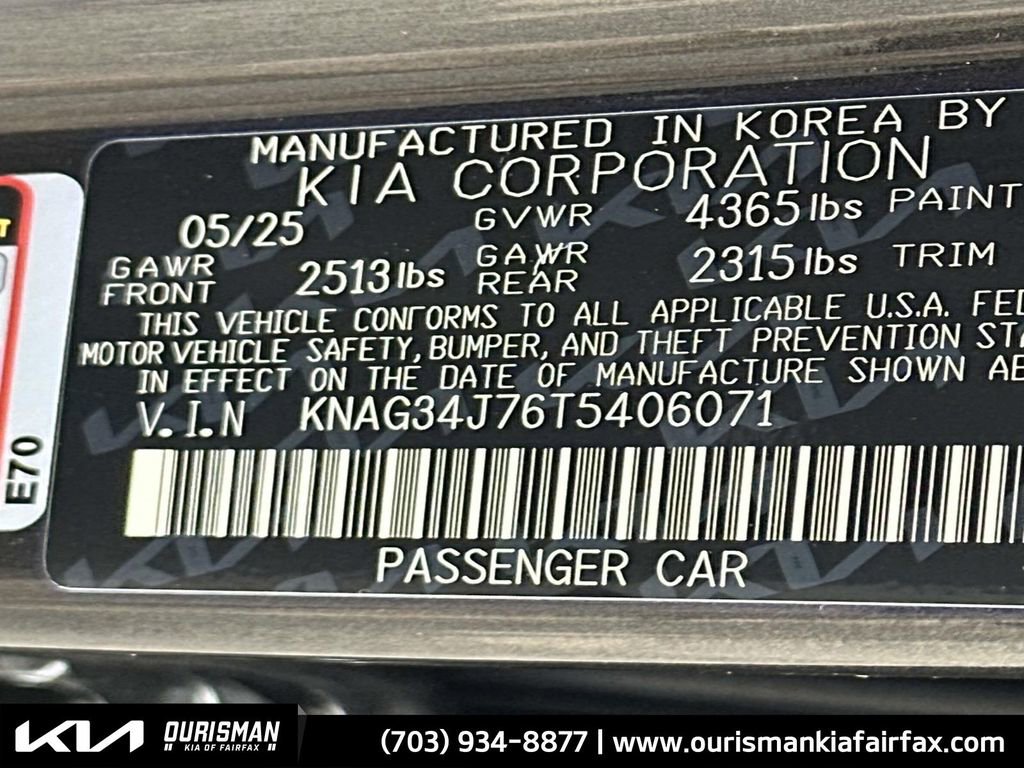 MANUFACTURED IN KOREA BY
KIA CORPORATION
05/25 GVWR 4365 lbs PAINT
GAWR FRONT 2513 lbs GAWR REAR 2315 lbs TRIM
THIS VEHICLE CONFORMS TO ALL APPLICABLE U.S.A. FED
MOTOR VEHICLE SAFETY, BUMPER, AND THEFT PREVENTION STA
IN EFFECT ON THE DATE OF MANUFACTURE SHOWN AB
V.I.N KNAG34J76T5406071
PASSENGER CAR
E70
KIA OURISMAN
KIA OF FAIRFAX
(703) 934-8877 | www.ourismankiafairfax.com